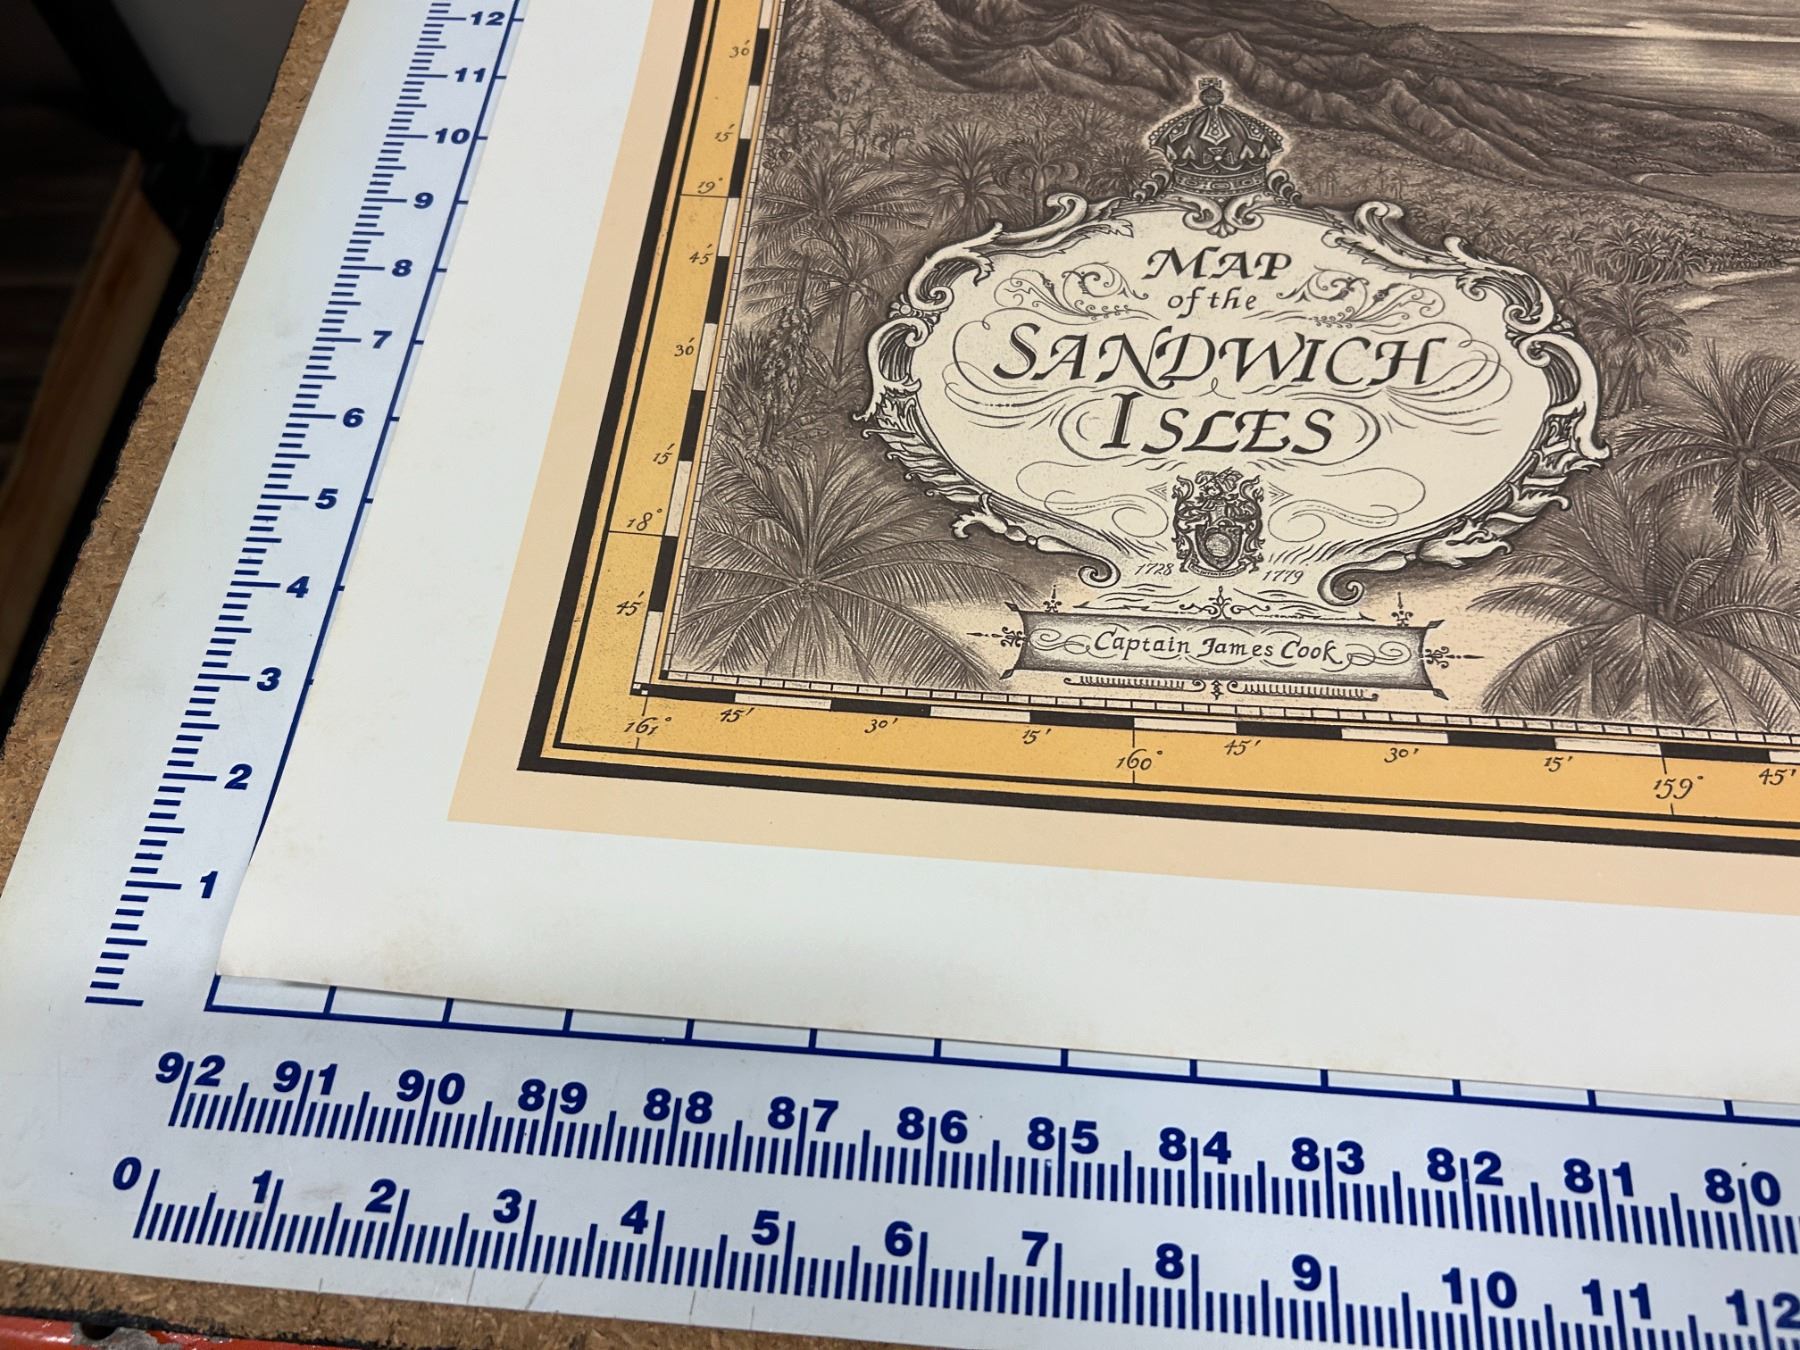 12
11
10
9
8
7
6
5
4
3
2
1
30'
15'
19°
45'
30'
15'
18°
45'
MAP
of the
SANDWICH
ISLES
1728 1779
Captain James Cook
161° 45' 30' 15' 160° 45' 30' 15' 159° 45'
92 91 90 89 88 87 86 85 84 83 82 81 80
0 1 2 3 4 5 6 7 8 9 10 11 12